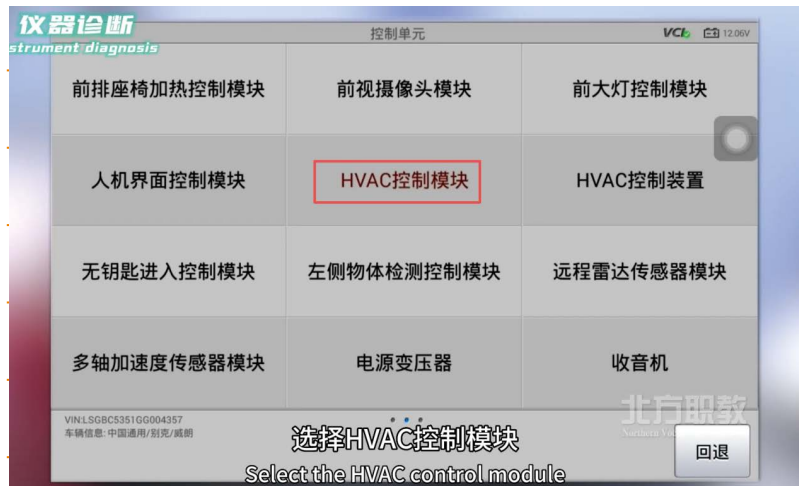 仪器诊断
strument diagnosis
控制单元
VCI
12.06V
前排座椅加热控制模块
前视摄像头模块
前大灯控制模块
人机界面控制模块
HVAC控制模块
HVAC控制装置
无钥匙进入控制模块
左侧物体检测控制模块
远程雷达传感器模块
多轴加速度传感器模块
电源变压器
收音机
VIN:LSGBC5351GG004357
车辆信息:中国通用/别克/威朗
北方职教
回退
选择HVAC控制模块
Select the HVAC control module